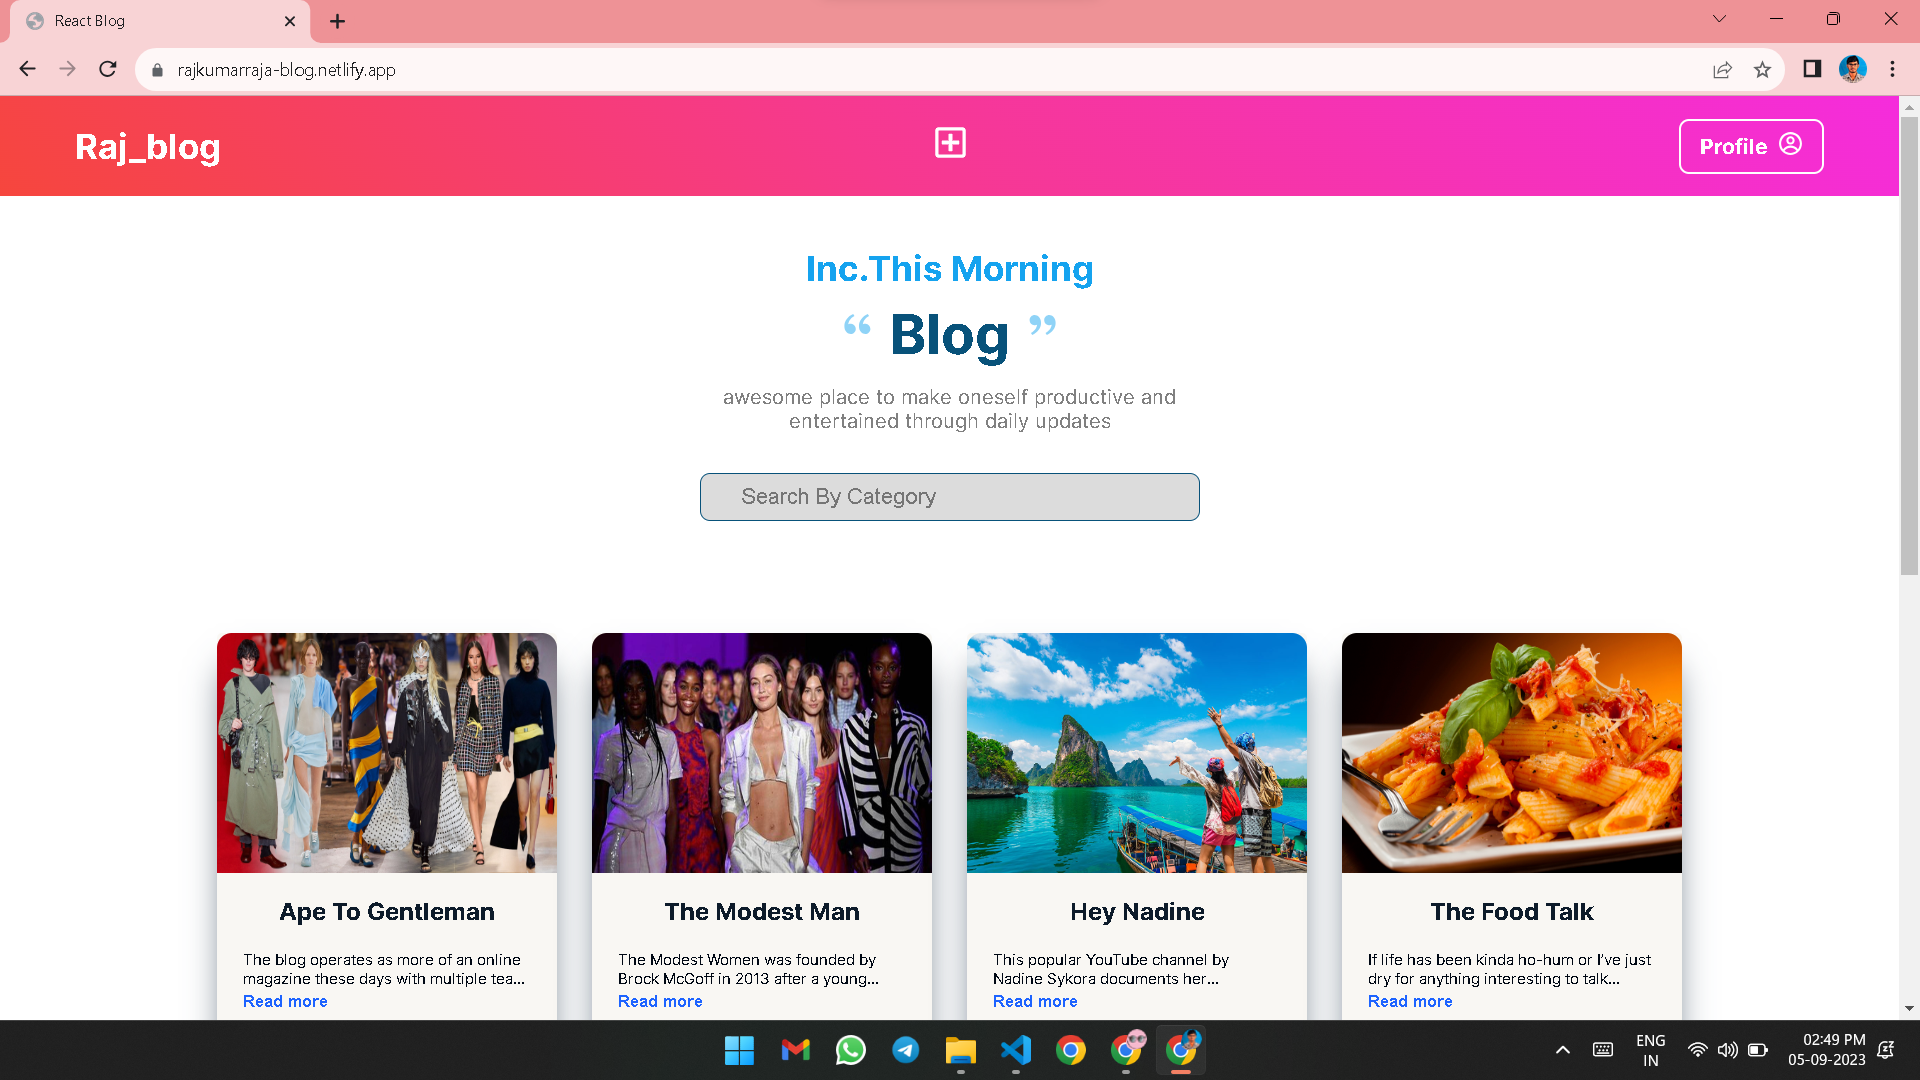 React Blog
rajkumarraja-blog.netlify.app
Raj_blog
Profile
Inc.This Morning
“ Blog ”
awesome place to make oneself productive and
entertained through daily updates
Search By Category
Ape To Gentleman
The blog operates as more of an online
magazine these days with multiple tea...
Read more
The Modest Man
The Modest Women was founded by
Brock McGoff in 2013 after a young...
Read more
Hey Nadine
This popular YouTube channel by
Nadine Sykora documents her...
Read more
The Food Talk
If life has been kinda ho-hum or I've just
dry for anything interesting to talk...
Read more
ENG
IN
02:49 PM
05-09-2023